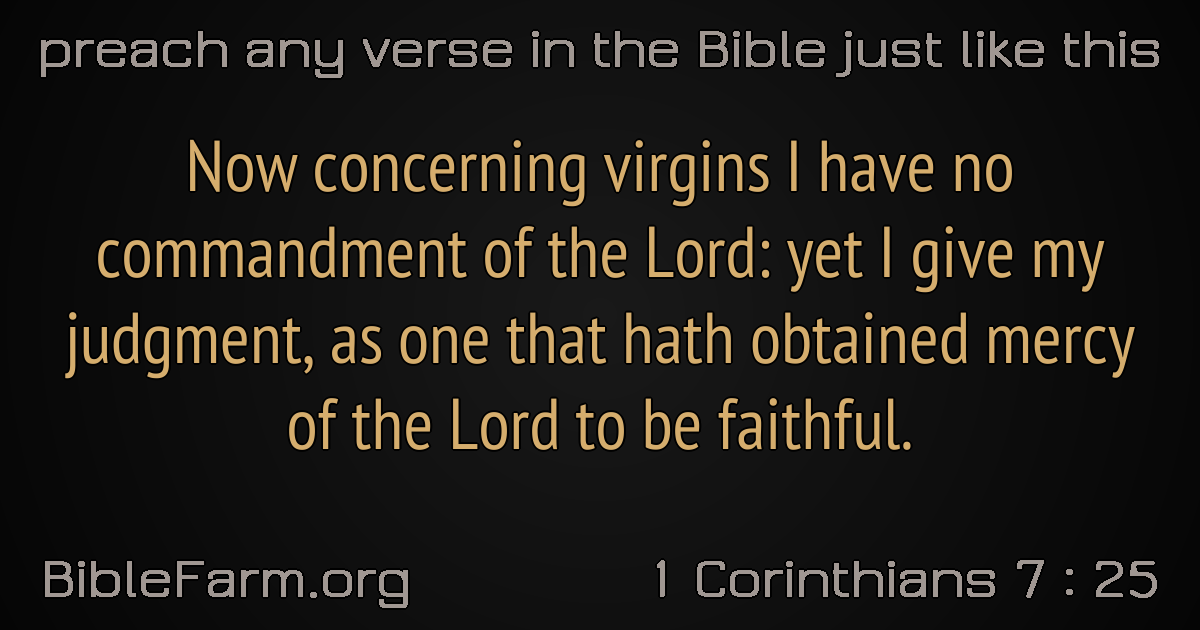 preach any verse in the Bible just like this
Now concerning virgins I have no
commandment of the Lord: yet I give my
judgment, as one that hath obtained mercy
of the Lord to be faithful.
BibleFarm.org
1 Corinthians 7 : 25